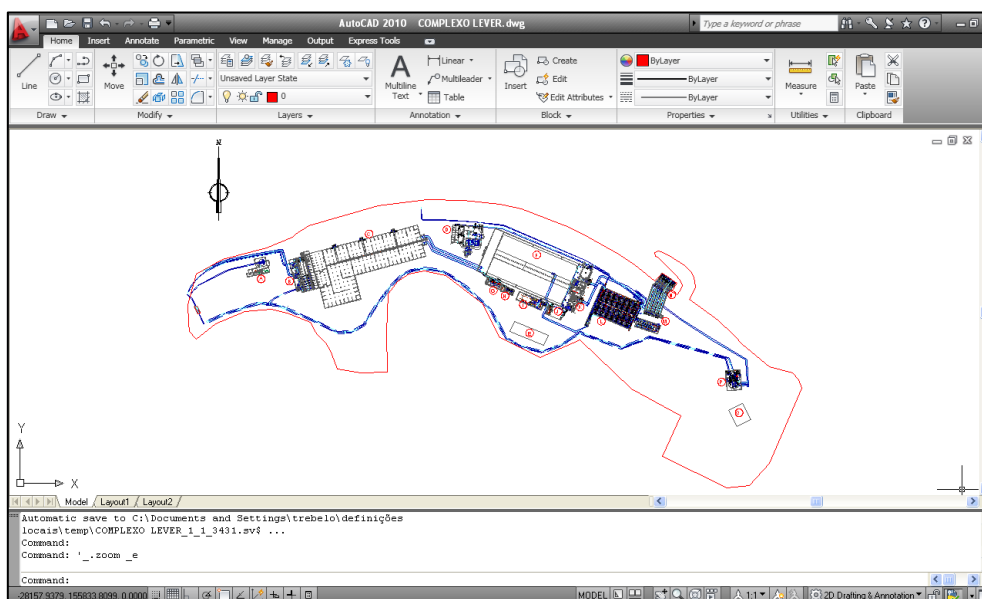 AutoCAD 2010 COMPLEXO LEVER.dwg
Type a keyword or phrase
Home Insert Annotate Parametric View Manage Output Express Tools
Line
Move
Unsaved Layer State
0
Multiline Text
Linear
Multileader
Table
Insert
Create
Edit
Edit Attributes
ByLayer
ByLayer
ByLayer
Measure
Paste
Draw Modify Layers Annotation Block Properties Utilities Clipboard
N
Y
X
Model Layout1 Layout2
Automatic save to C:\Documents and Settings\trebelo\definições
locais\temp\COMPLEXO LEVER_1_1_3431.sv$ ...
Command:
Command: '_.zoom _e
Command:
-28157.9379, 155833.8099, 0.0000 MODEL 1:1 2D Drafting & Annotation